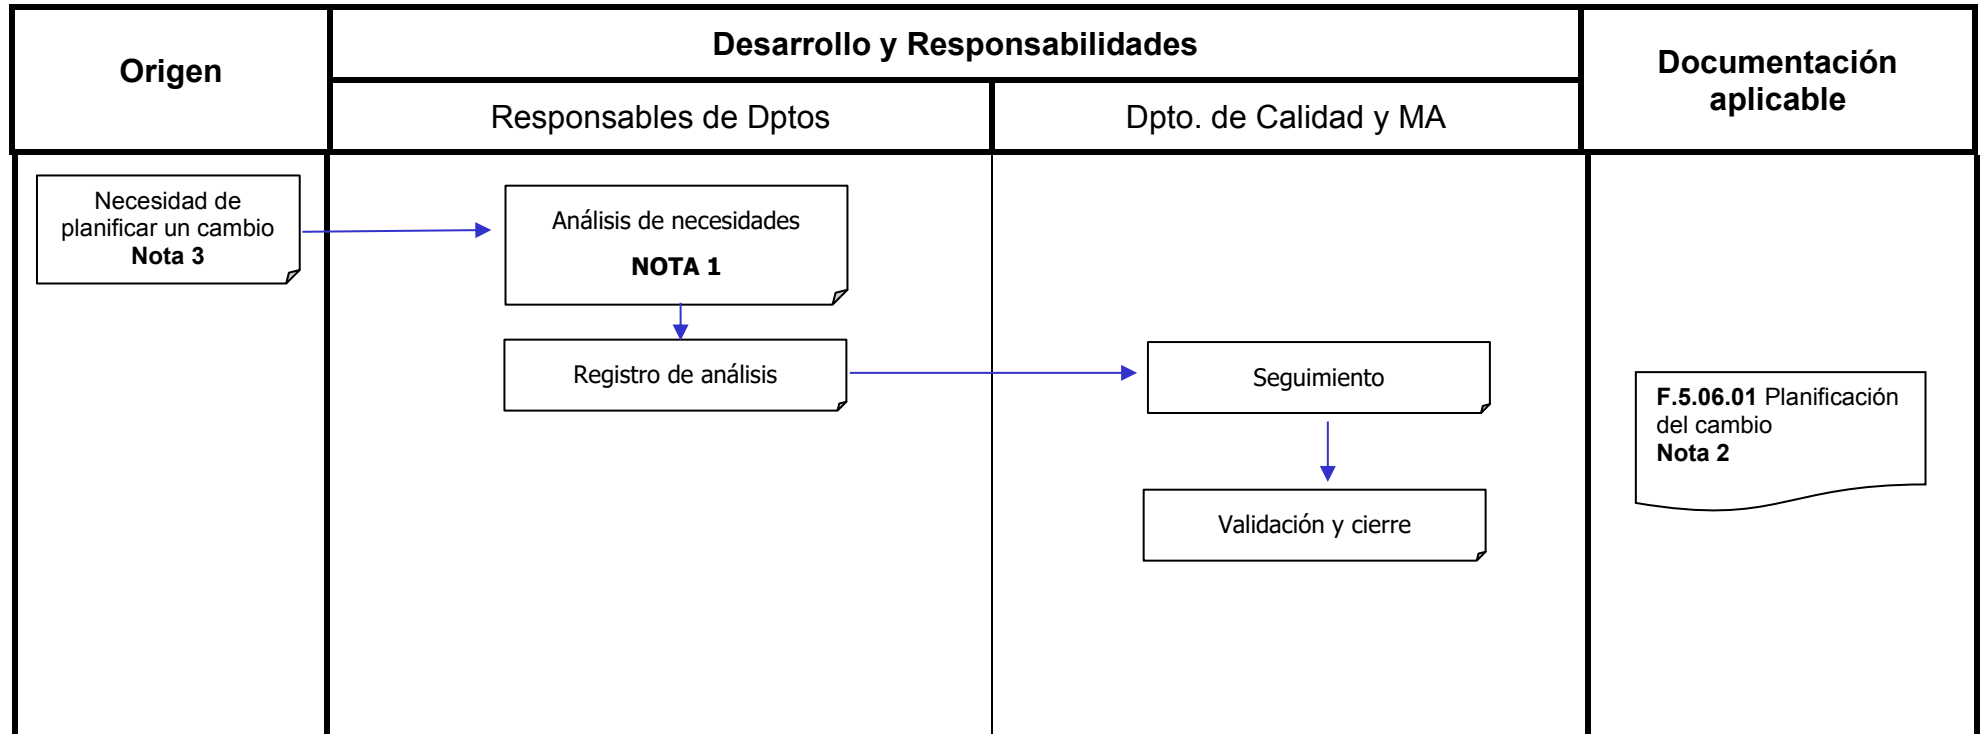 Origen
Desarrollo y Responsabilidades
Documentación
aplicable
Responsables de Dptos
Dpto. de Calidad y MA
Necesidad de
planificar un cambio
Nota 3
Análisis de necesidades
NOTA 1
Registro de análisis
Seguimiento
Validación y cierre
F.5.06.01 Planificación
del cambio
Nota 2